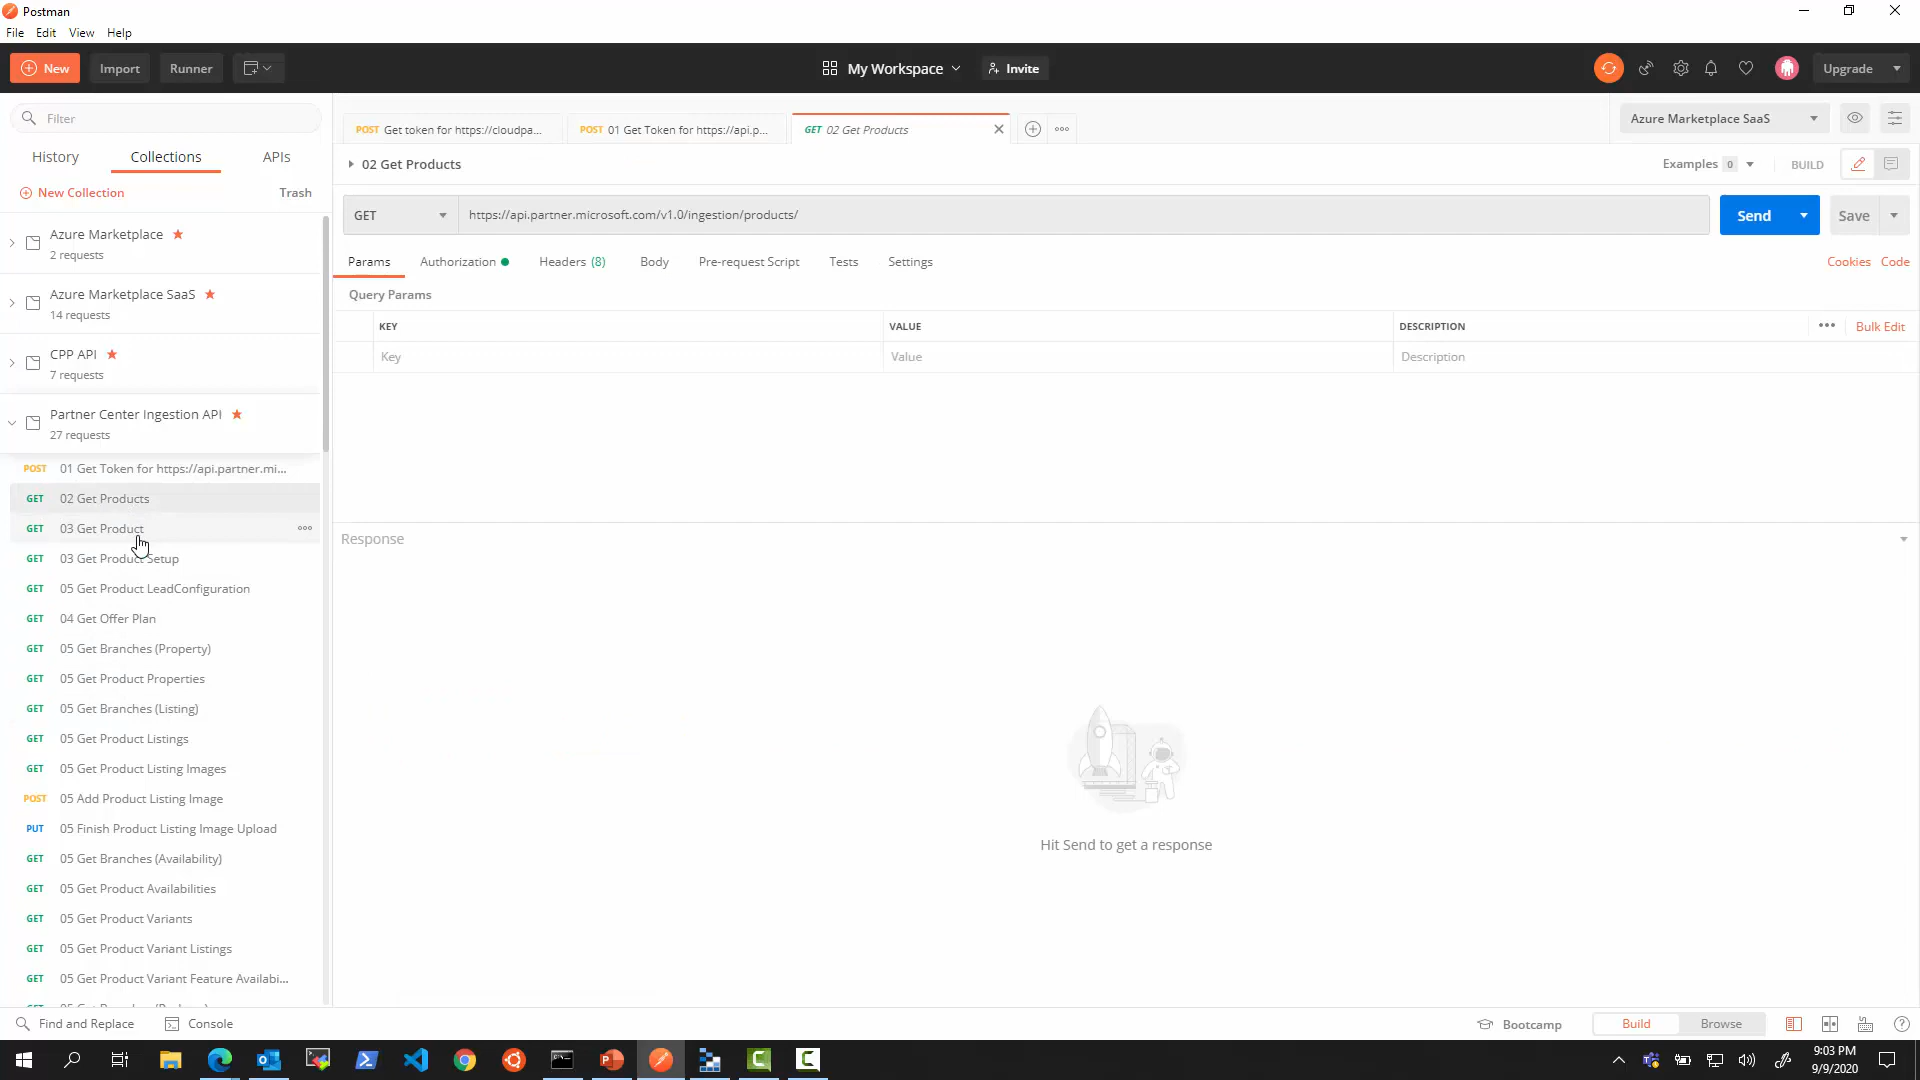 Postman
File Edit View Help
New Import Runner My Workspace Invite Upgrade
Filter
POST Get token for https://cloudpa...
POST 01 Get Token for https://api.p...
GET 02 Get Products
Azure Marketplace SaaS
History Collections APIs
02 Get Products
Examples 0 BUILD
New Collection Trash
GET https://api.partner.microsoft.com/v1.0/ingestion/products/ Send Save
Azure Marketplace
2 requests
Params Authorization Headers (8) Body Pre-request Script Tests Settings Cookies Code
Azure Marketplace SaaS
14 requests
Query Params
KEY VALUE DESCRIPTION Bulk Edit
Key Value Description
CPP API
7 requests
Partner Center Ingestion API
27 requests
POST 01 Get Token for https://api.partner.mi...
GET 02 Get Products
GET 03 Get Product
GET 03 Get Product Setup
GET 05 Get Product LeadConfiguration
GET 04 Get Offer Plan
GET 05 Get Branches (Property)
GET 05 Get Product Properties
GET 05 Get Branches (Listing)
GET 05 Get Product Listings
GET 05 Get Product Listing Images
POST 05 Add Product Listing Image
PUT 05 Finish Product Listing Image Upload
GET 05 Get Branches (Availability)
GET 05 Get Product Availabilities
GET 05 Get Product Variants
GET 05 Get Product Variant Listings
GET 05 Get Product Variant Feature Availabi...
Response
Hit Send to get a response
Find and Replace Console Bootcamp Build Browse
9:03 PM
9/9/2020